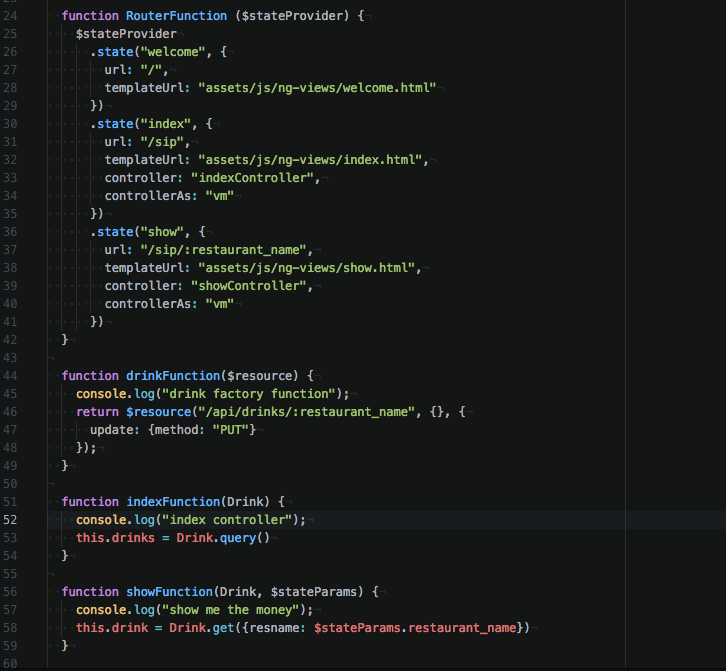 24 function RouterFunction ($stateProvider) {
25 $stateProvider
26 .state("welcome", {
27 url: "/",
28 templateUrl: "assets/js/ng-views/welcome.html"
29 })
30 .state("index", {
31 url: "/sip",
32 templateUrl: "assets/js/ng-views/index.html",
33 controller: "indexController",
34 controllerAs: "vm"
35 })
36 .state("show", {
37 url: "/sip/:restaurant_name",
38 templateUrl: "assets/js/ng-views/show.html",
39 controller: "showController",
40 controllerAs: "vm"
41 })
42 }
43
44 function drinkFunction($resource) {
45 console.log("drink factory function");
46 return $resource("/api/drinks/:restaurant_name", {}, {
47 update: {method: "PUT"}
48 });
49 }
50
51 function indexFunction(Drink) {
52 console.log("index controller");
53 this.drinks = Drink.query()
54 }
55
56 function showFunction(Drink, $stateParams) {
57 console.log("show me the money");
58 this.drink = Drink.get({resname: $stateParams.restaurant_name})
59 }
60